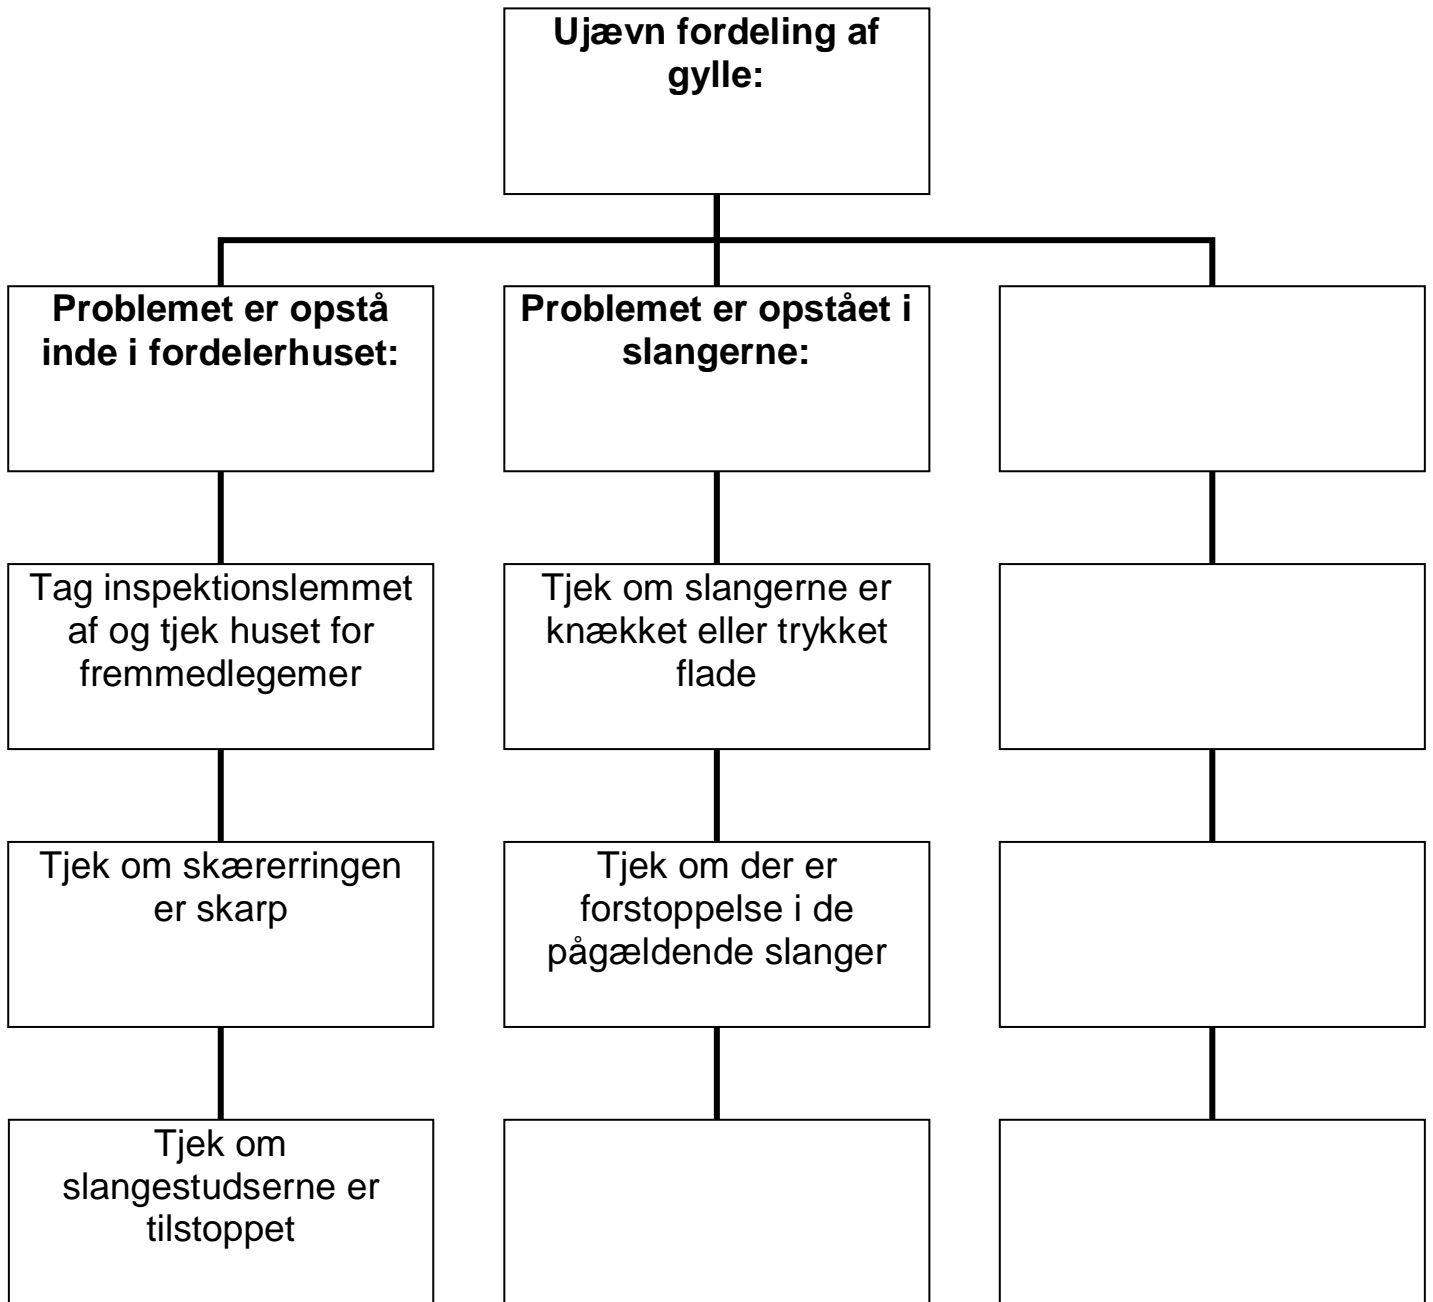 Ujævn fordeling af
gylle:
Problemet er opstå
inde i fordelerhuset:
Problemet er opstået i
slangerne:
Tag inspektionslemmet
af og tjek huset for
fremmedlegemer
Tjek om slangerne er
knækket eller trykket
flade
Tjek om skærerringen
er skarp
Tjek om der er
forstoppelse i de
pågældende slanger
Tjek om
slangestudserne er
tilstoppet